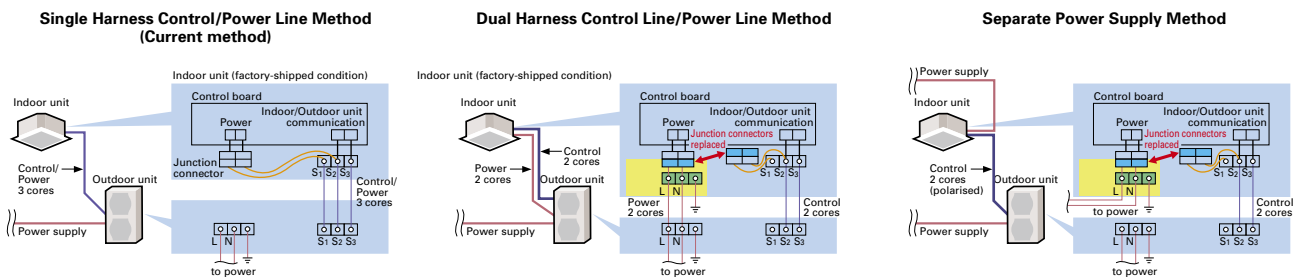 Single Harness Control/Power Line Method
(Current method)
Indoor unit (factory-shipped condition)
Indoor unit
Control board
Indoor/Outdoor unit
communication
Power
Junction
connector
S1 S2 S3
Control/
Power
3 cores
Outdoor unit
Control/
Power
3 cores
Power supply
L N
S1 S2 S3
to power
Dual Harness Control Line/Power Line Method
Indoor unit (factory-shipped condition)
Indoor unit
Control board
Indoor/Outdoor unit
communication
Power
Junction connectors
replaced
Control
2 cores
Power
2 cores
S1 S2 S3
Outdoor unit
L N
Power
2 cores
Control
2 cores
Power supply
L N
S1 S2 S3
to power
Separate Power Supply Method
Power supply
Indoor unit
Control board
Indoor/Outdoor unit
communication
Power
Junction connectors
replaced
Control
2 cores
(polarised)
S1 S2 S3
Outdoor unit
L N
to power
Control
2 cores
Power supply
L N
S1 S2 S3
to power